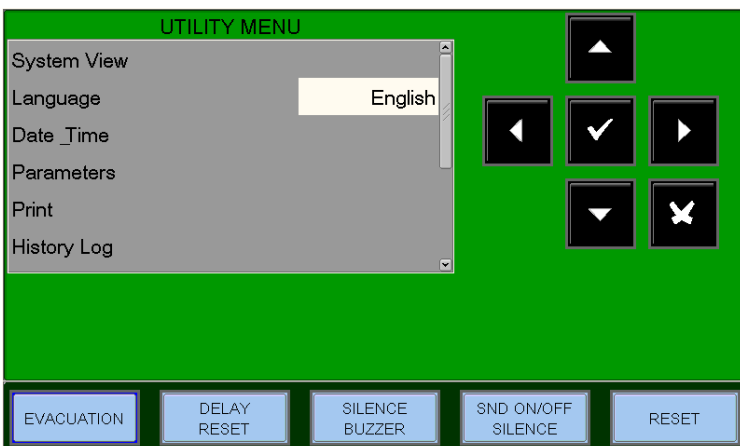 UTILITY MENU
System View
Language English
Date _Time
Parameters
Print
History Log
EVACUATION
DELAY
RESET
SILENCE
BUZZER
SND ON/OFF
SILENCE
RESET